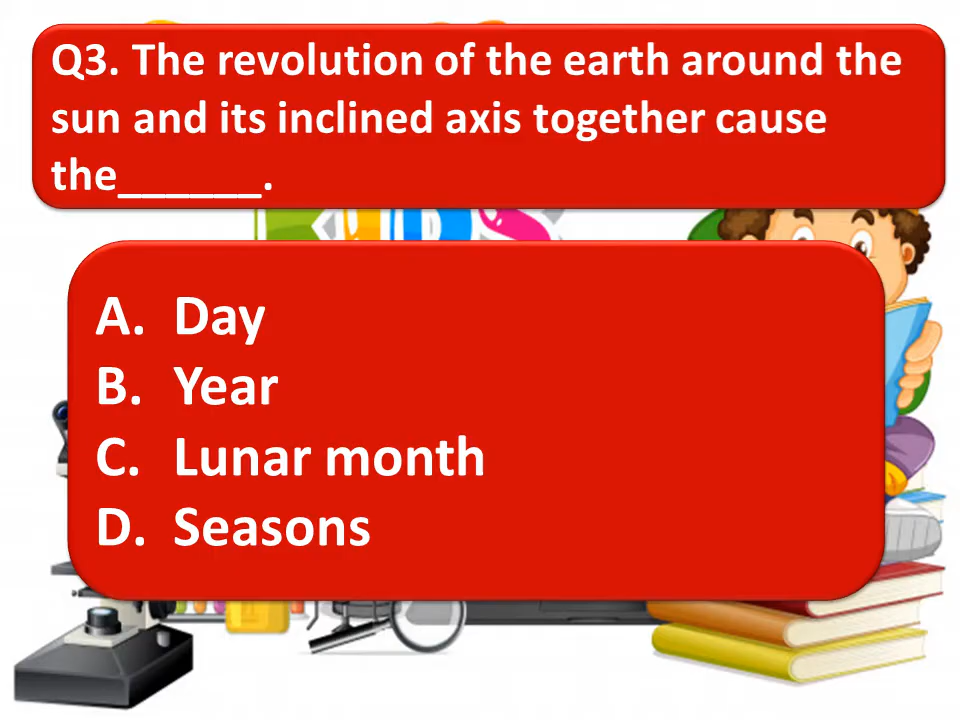 Q3. The revolution of the earth around the
sun and its inclined axis together cause
the______.
A. Day
B. Year
C. Lunar month
D. Seasons